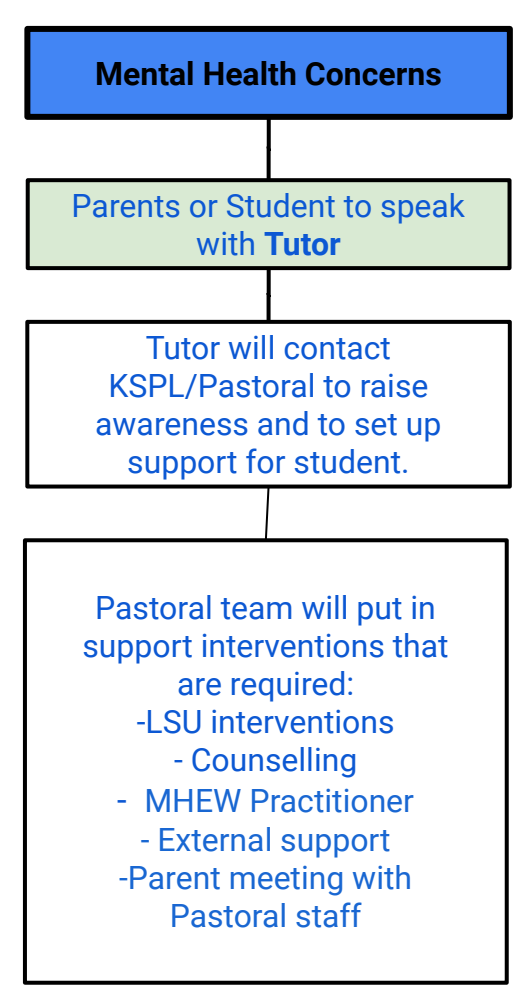 Mental Health Concerns
Parents or Student to speak
with Tutor
Tutor will contact
KSPL/Pastoral to raise
awareness and to set up
support for student.
Pastoral team will put in
support interventions that
are required:
-LSU interventions
- Counselling
- MHEW Practitioner
- External support
-Parent meeting with
Pastoral staff